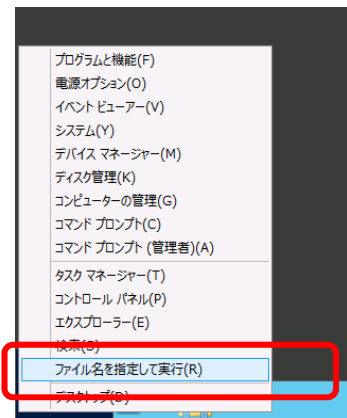 プログラムと機能(F)
電源オプション(O)
イベント ビューアー(V)
システム(Y)
デバイス マネージャー(M)
ディスク管理(K)
コンピューターの管理(G)
コマンド プロンプト(C)
コマンド プロンプト (管理者)(A)
タスク マネージャー(T)
コントロール パネル(P)
エクスプローラー(E)
検索(S)
ファイル名を指定して実行(R)
デスクトップ(D)